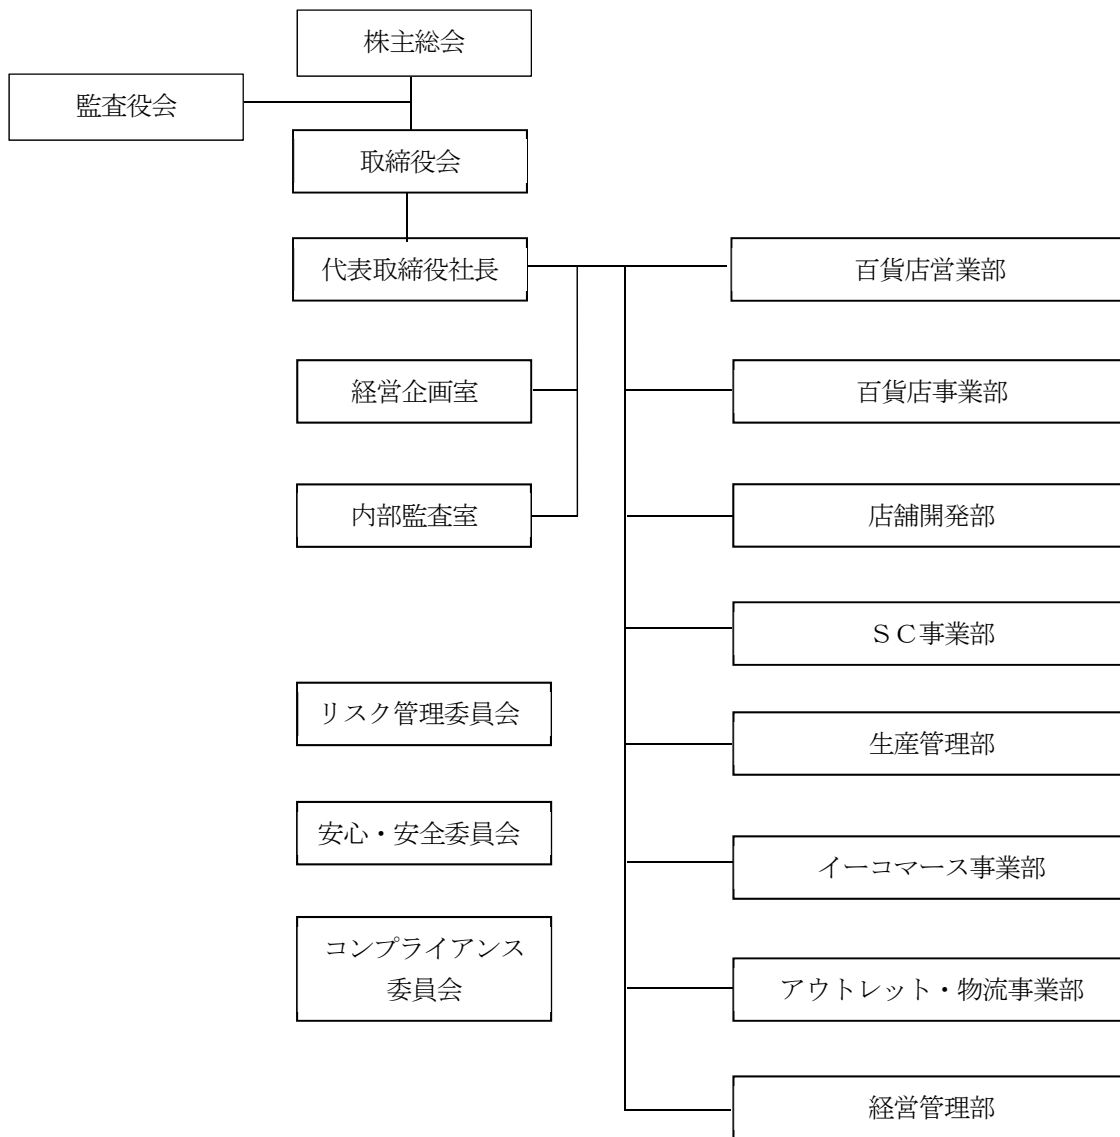 株主総会
監査役会
取締役会
代表取締役社長
百貨店営業部
経営企画室
百貨店事業部
内部監査室
店舗開発部
ＳＣ事業部
リスク管理委員会
生産管理部
安心・安全委員会
イーコマース事業部
コンプライアンス
委員会
アウトレット・物流事業部
経営管理部